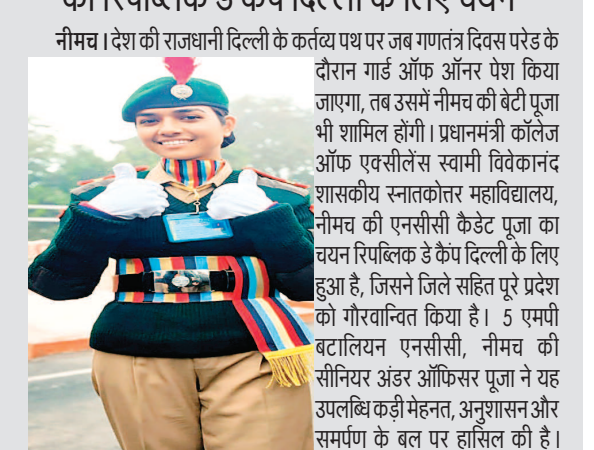 का रिपब्लिक डे कैंप दिल्ली के लिए चयन
नीमच। देश की राजधानी दिल्ली के कर्तव्य पथ पर जब गणतंत्र दिवस परेड के
दौरान गार्ड ऑफ ऑनर पेश किया
जाएगा, तब उसमें नीमच की बेटी पूजा
भी शामिल होंगी। प्रधानमंत्री कॉलेज
ऑफ एक्सीलेंस स्वामी विवेकानंद
शासकीय स्नातकोत्तर महाविद्यालय,
नीमच की एनसीसी कैडेट पूजा का
चयन रिपब्लिक डे कैंप दिल्ली के लिए
हुआ है, जिसने जिले सहित पूरे प्रदेश
को गौरवान्वित किया है। 5 एमपी
बटालियन एनसीसी, नीमच की
सीनियर अंडर ऑफिसर पूजा ने यह
उपलब्धि कड़ी मेहनत, अनुशासन और
समर्पण के बल पर हासिल की है।